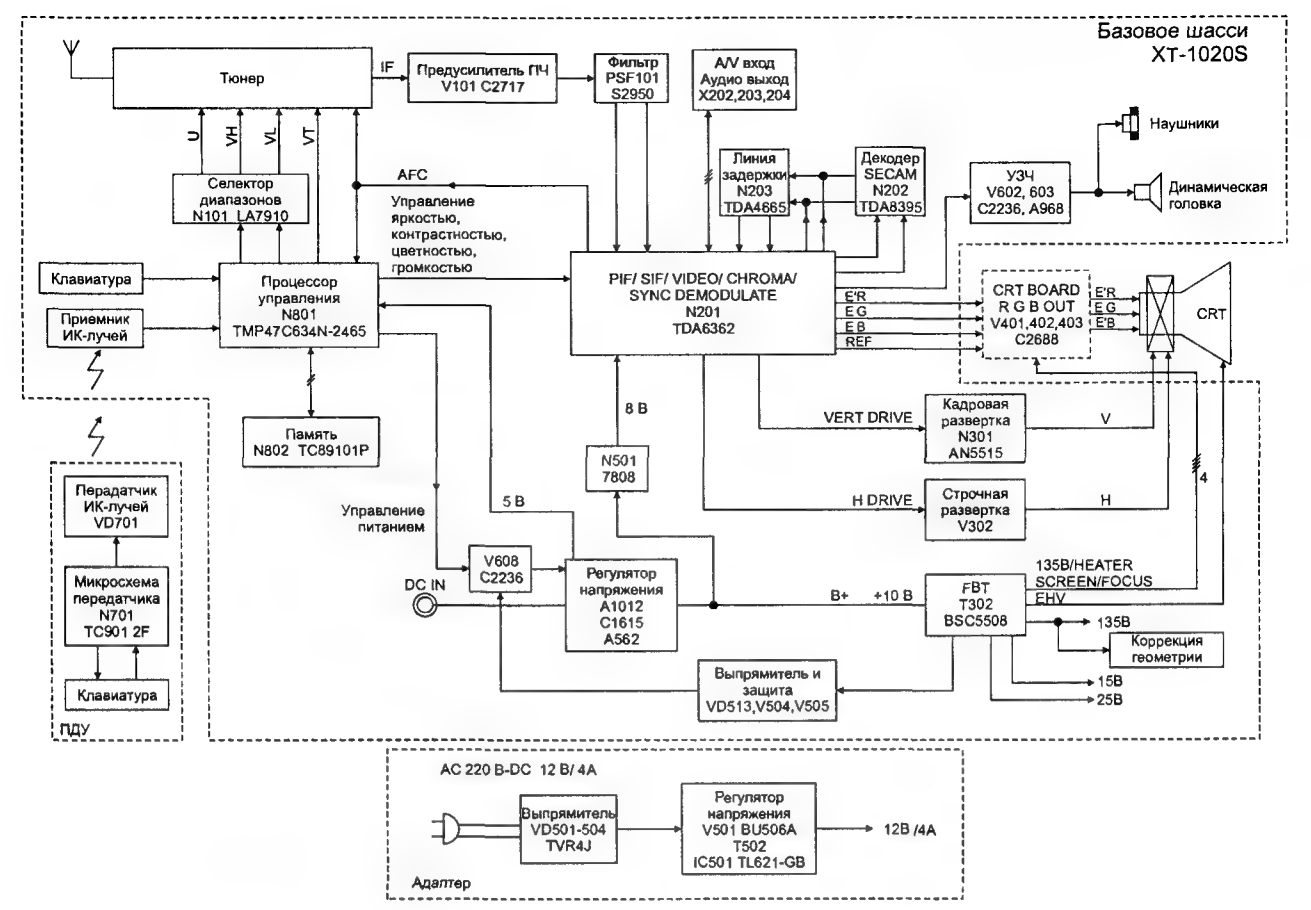 Базовое шасси
XT-1020S
Тюнер
IF
Предусилитель ПЧ
V101 C2717
Фильтр
PSF101
S2950
A/V вход
Аудио выход
X202,203,204
U
VH
VL
VT
Селектор
диапазонов
N101 LA7910
AFC
Управление
яркостью,
контрастностью,
цветностью,
громкостью
Линия
задержки
N203
TDA4665
Декодер
SECAM
N202
TDA8395
УЗЧ
V602, 603
C2236, A968
Наушники
Динамическая
головка
Клавиатура
Приемник
ИК-лучей
Процессор
управления
N801
TMP47C634N-2465
PIF/ SIF/ VIDEO/ CHROMA/
SYNC DEMODULATE
N201
TDA6362
E'R
E G
E B
REF
CRT BOARD
R G B OUT
V401,402,403
C2688
E'R
E G
E'B
CRT
Память
N802 TC89101P
8 В
N501
7808
VERT DRIVE
Кадровая
развертка
N301
AN5515
V
H DRIVE
Строчная
развертка
V302
H
4
Перадатчик
ИК-лучей
VD701
Микросхема
передатчика
N701
TC901 2F
Клавиатура
ПДУ
Управление
питанием
5 В
V608
C2236
DC IN
Регулятор
напряжения
A1012
C1615
A562
B+
+10 В
FBT
T302
BSC5508
135В/HEATER
SCREEN/FOCUS
EHV
135В
Коррекция
геометрии
15В
25В
Выпрямитель и
защита
VD513,V504,V505
AC 220 В-DC 12 В/ 4А
Выпрямитель
VD501-504
TVR4J
Регулятор
напряжения
V501 BU506A
T502
IC501 TL621-GB
12В /4А
Адаптер